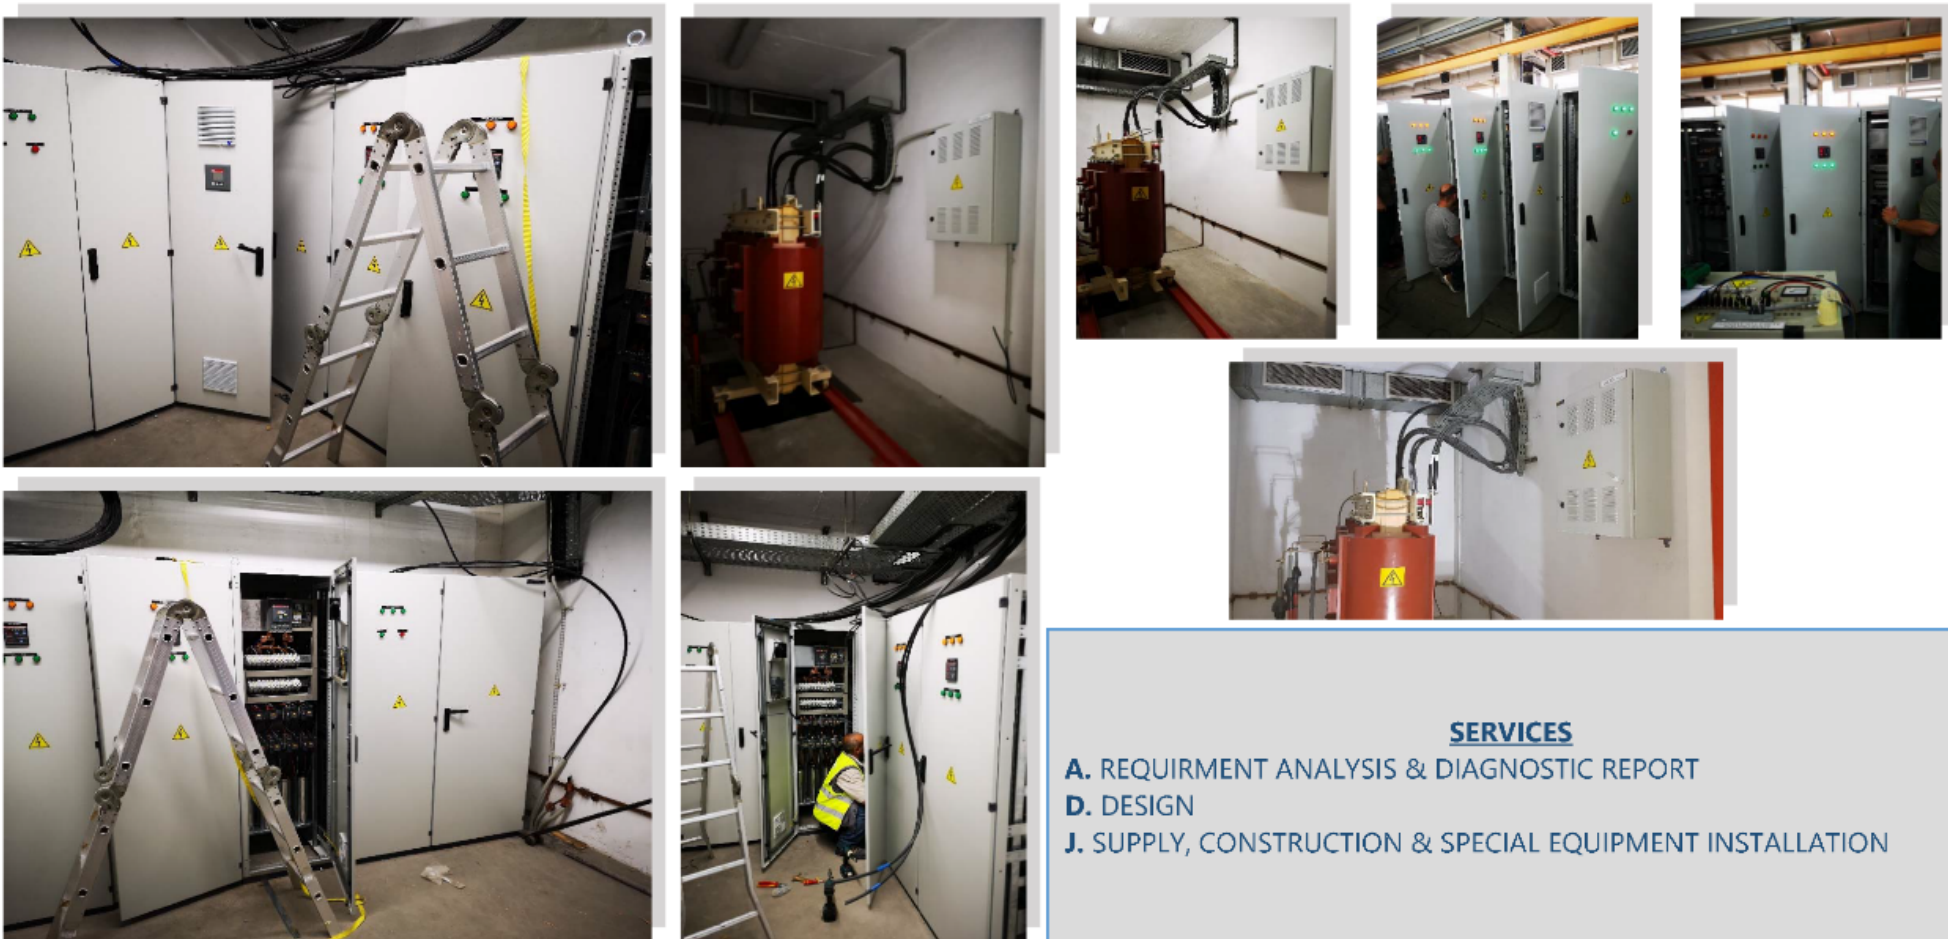 SERVICES
A. REQUIRMENT ANALYSIS & DIAGNOSTIC REPORT
D. DESIGN
J. SUPPLY, CONSTRUCTION & SPECIAL EQUIPMENT INSTALLATION